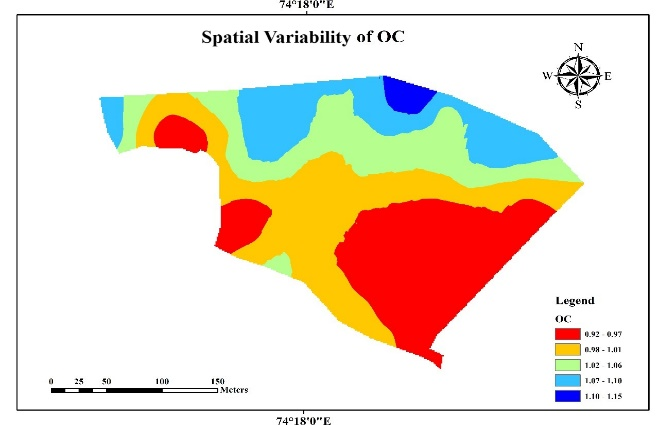 74°18'0"E
Spatial Variability of OC
N
W E
S
Legend
OC
0.92 - 0.97
0.98 - 1.01
1.02 - 1.06
1.07 - 1.10
1.10 - 1.15
0 25 50 100 150
Meters
74°18'0"E